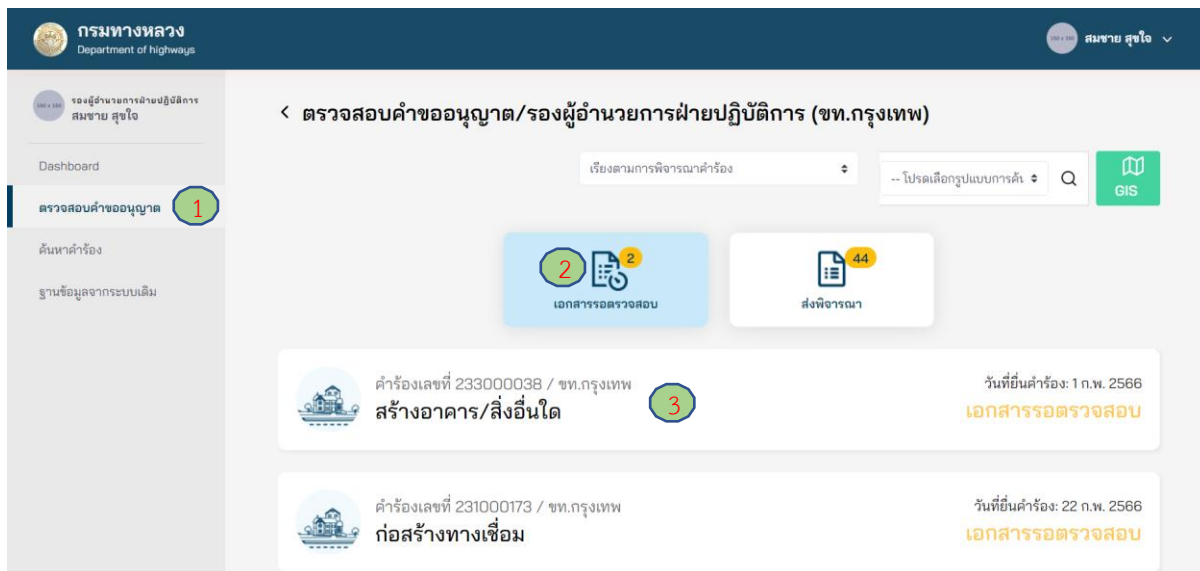 กรมทางหลวง
Department of highways
สมชาย สุขใจ
รองผู้อำนวยการฝ่ายปฏิบัติการ
สมชาย สุขใจ
Dashboard
ตรวจสอบคำขออนุญาต 1
ค้นหาคำร้อง
ฐานข้อมูลจากระบบเดิม
< ตรวจสอบคำขออนุญาต/รองผู้อำนวยการฝ่ายปฏิบัติการ (ขท.กรุงเทพ)
เรียงตามการพิจารณาคำร้อง
-- โปรดเลือกรูปแบบการค้น
GIS
2 2
เอกสารรอตรวจสอบ
44
ส่งพิจารณา
คำร้องเลขที่ 233000038 / ขท.กรุงเทพ
สร้างอาคาร/สิ่งอื่นใด
3
วันที่ยื่นคำร้อง: 1 ก.พ. 2566
เอกสารรอตรวจสอบ
คำร้องเลขที่ 231000173 / ขท.กรุงเทพ
ก่อสร้างทางเชื่อม
วันที่ยื่นคำร้อง: 22 ก.พ. 2566
เอกสารรอตรวจสอบ